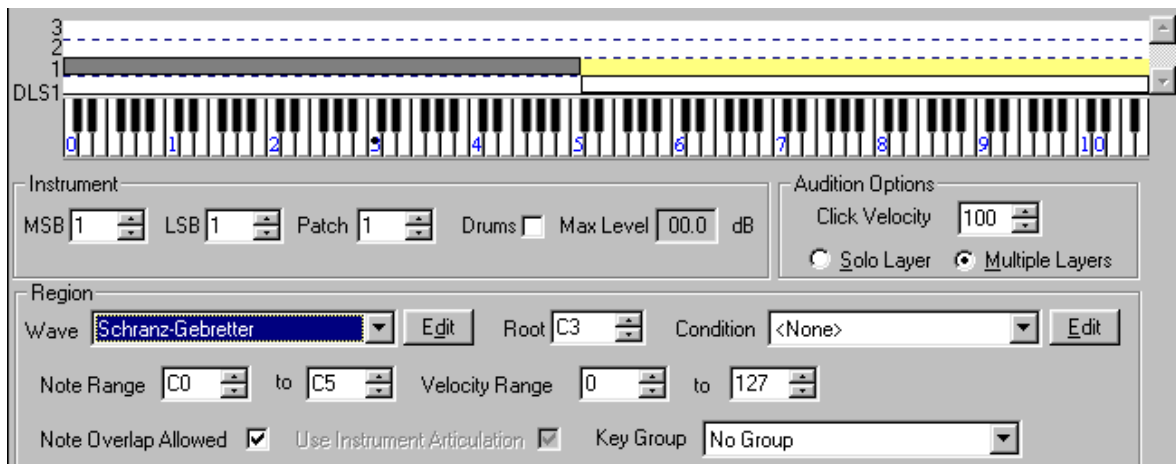 3
2
1
DLS1
0 1 2 3 4 5 6 7 8 9 10
Instrument
MSB 1 LSB 1 Patch 1 Drums Max Level 00.0 dB
Audition Options
Click Velocity 100
Solo Layer Multiple Layers
Region
Wave Schranz-Gebretter Edit Root C3 Condition <None> Edit
Note Range C0 to C5 Velocity Range 0 to 127
Note Overlap Allowed Use Instrument Articulation Key Group No Group